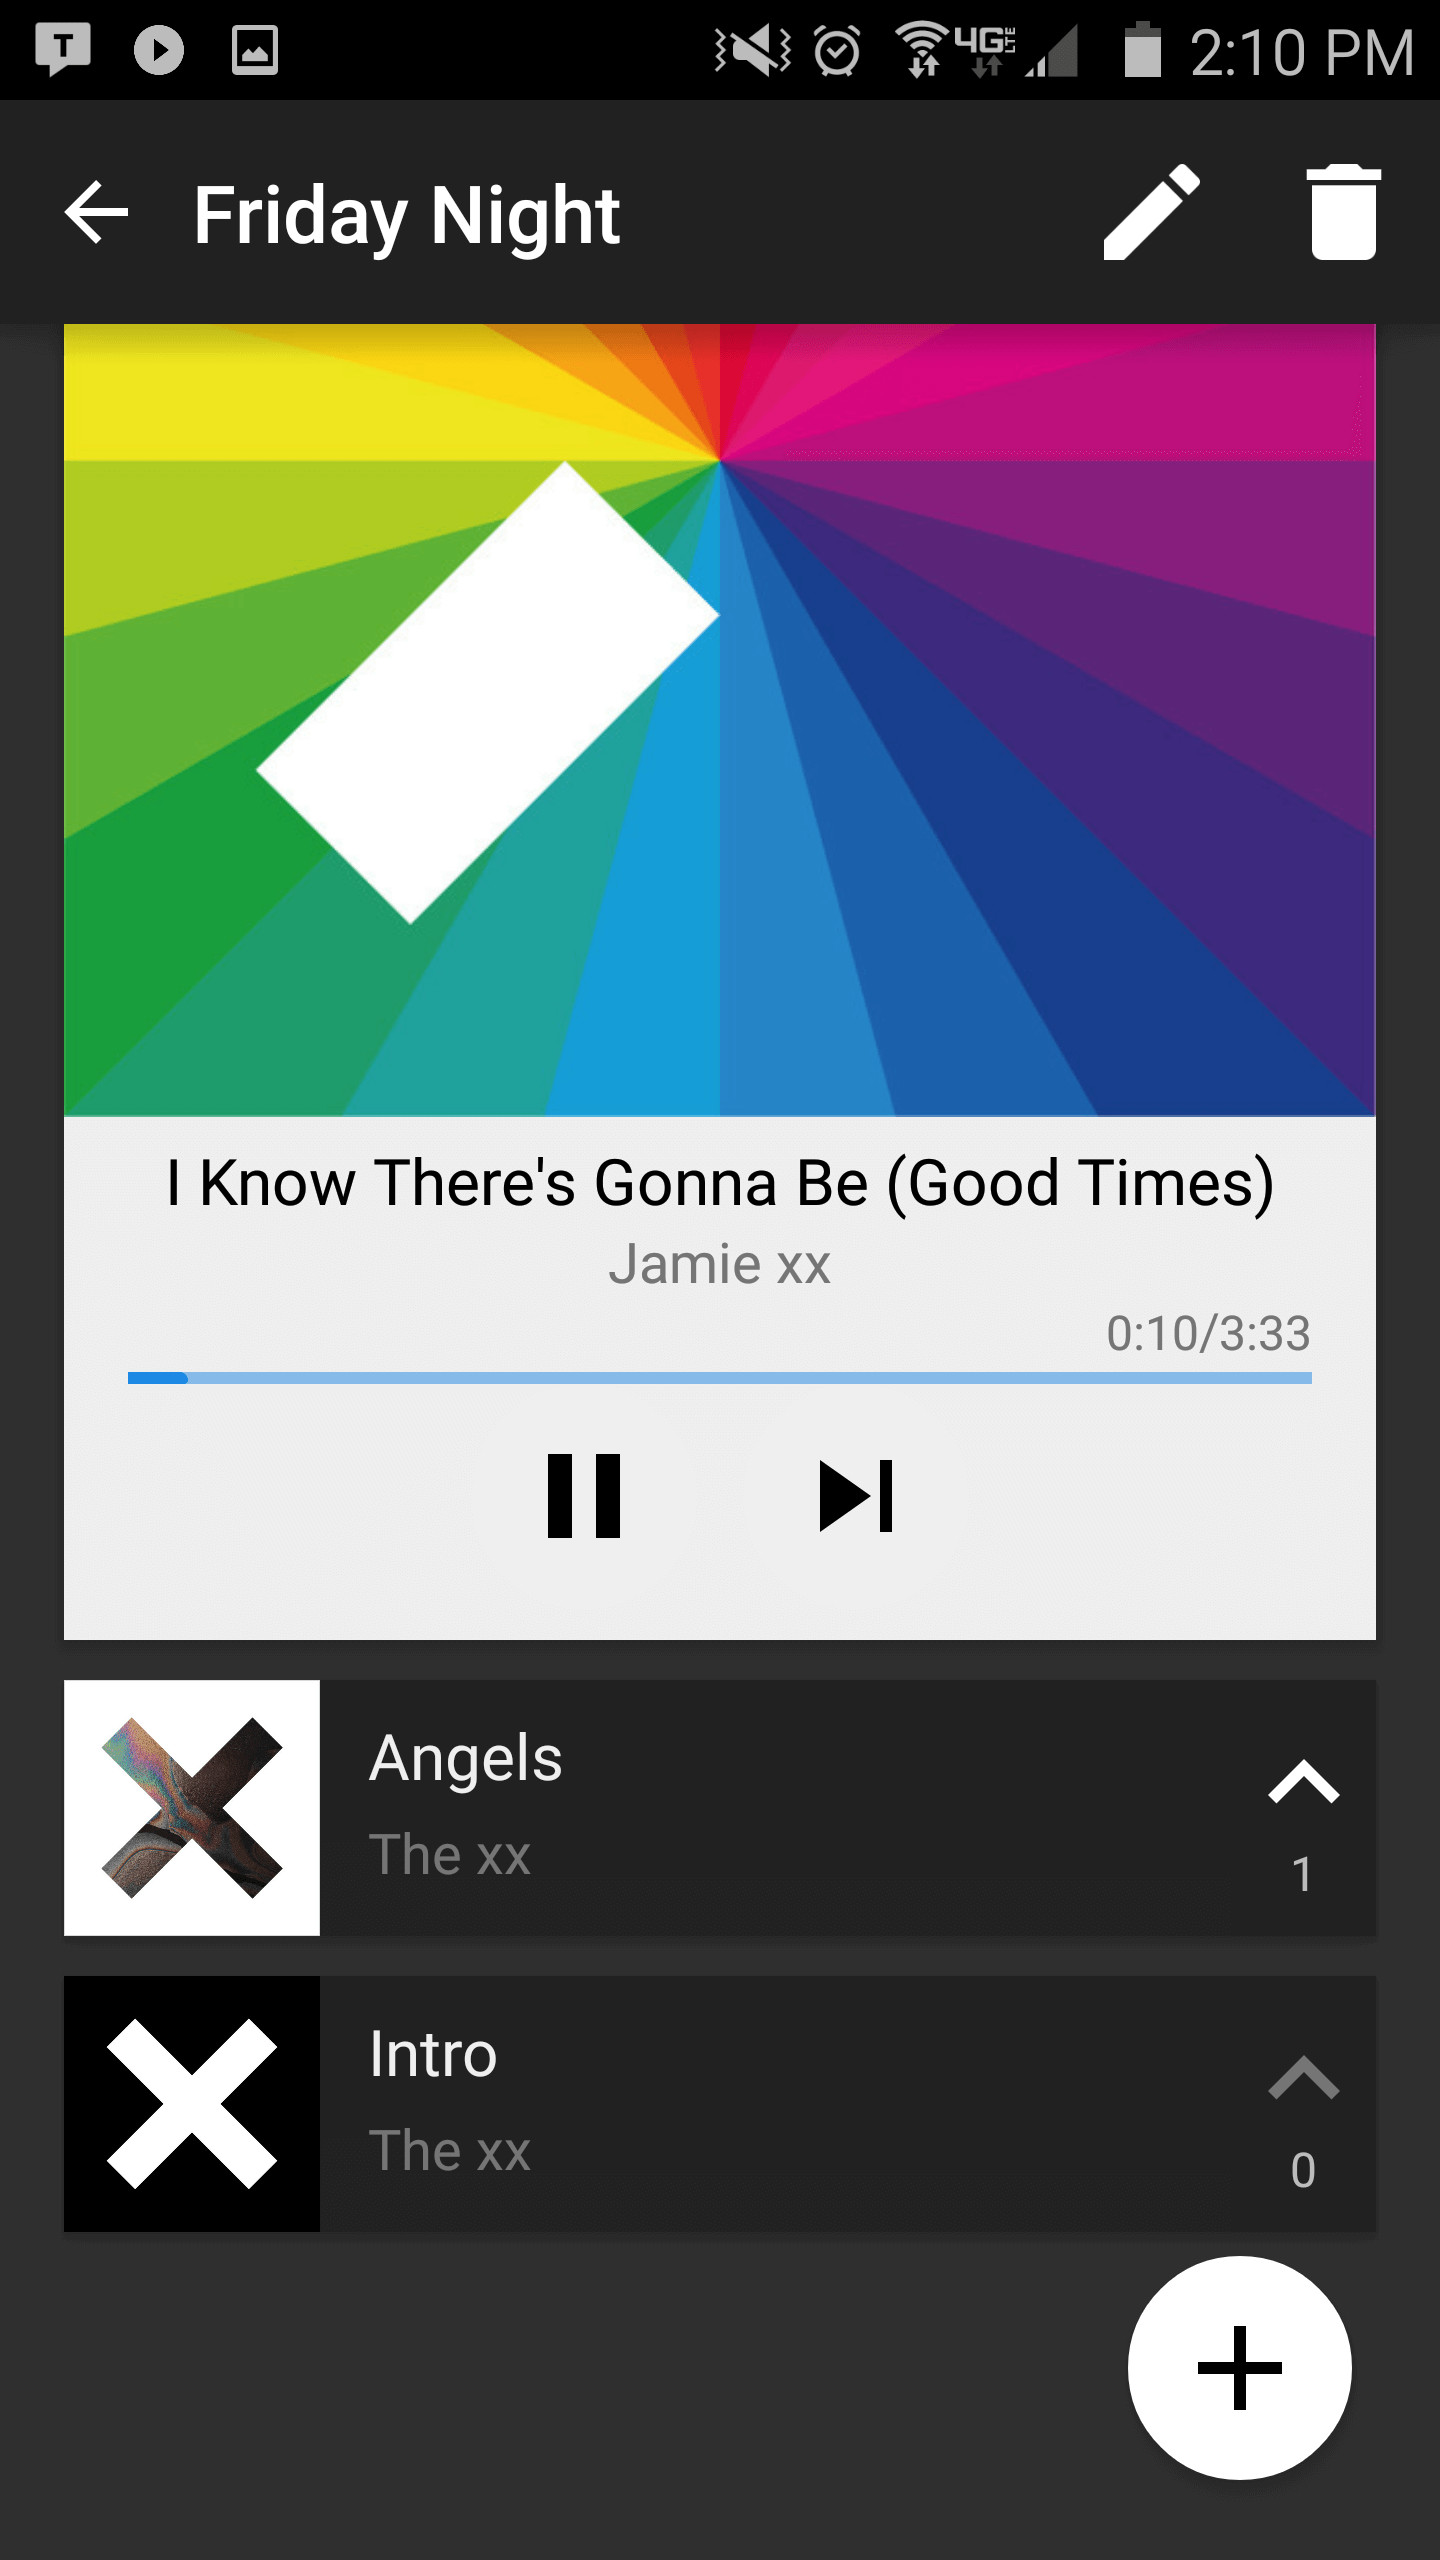 T
4G LTE 2:10 PM
Friday Night
I Know There's Gonna Be (Good Times)
Jamie xx
0:10/3:33
Angels
The xx
1
Intro
The xx
0